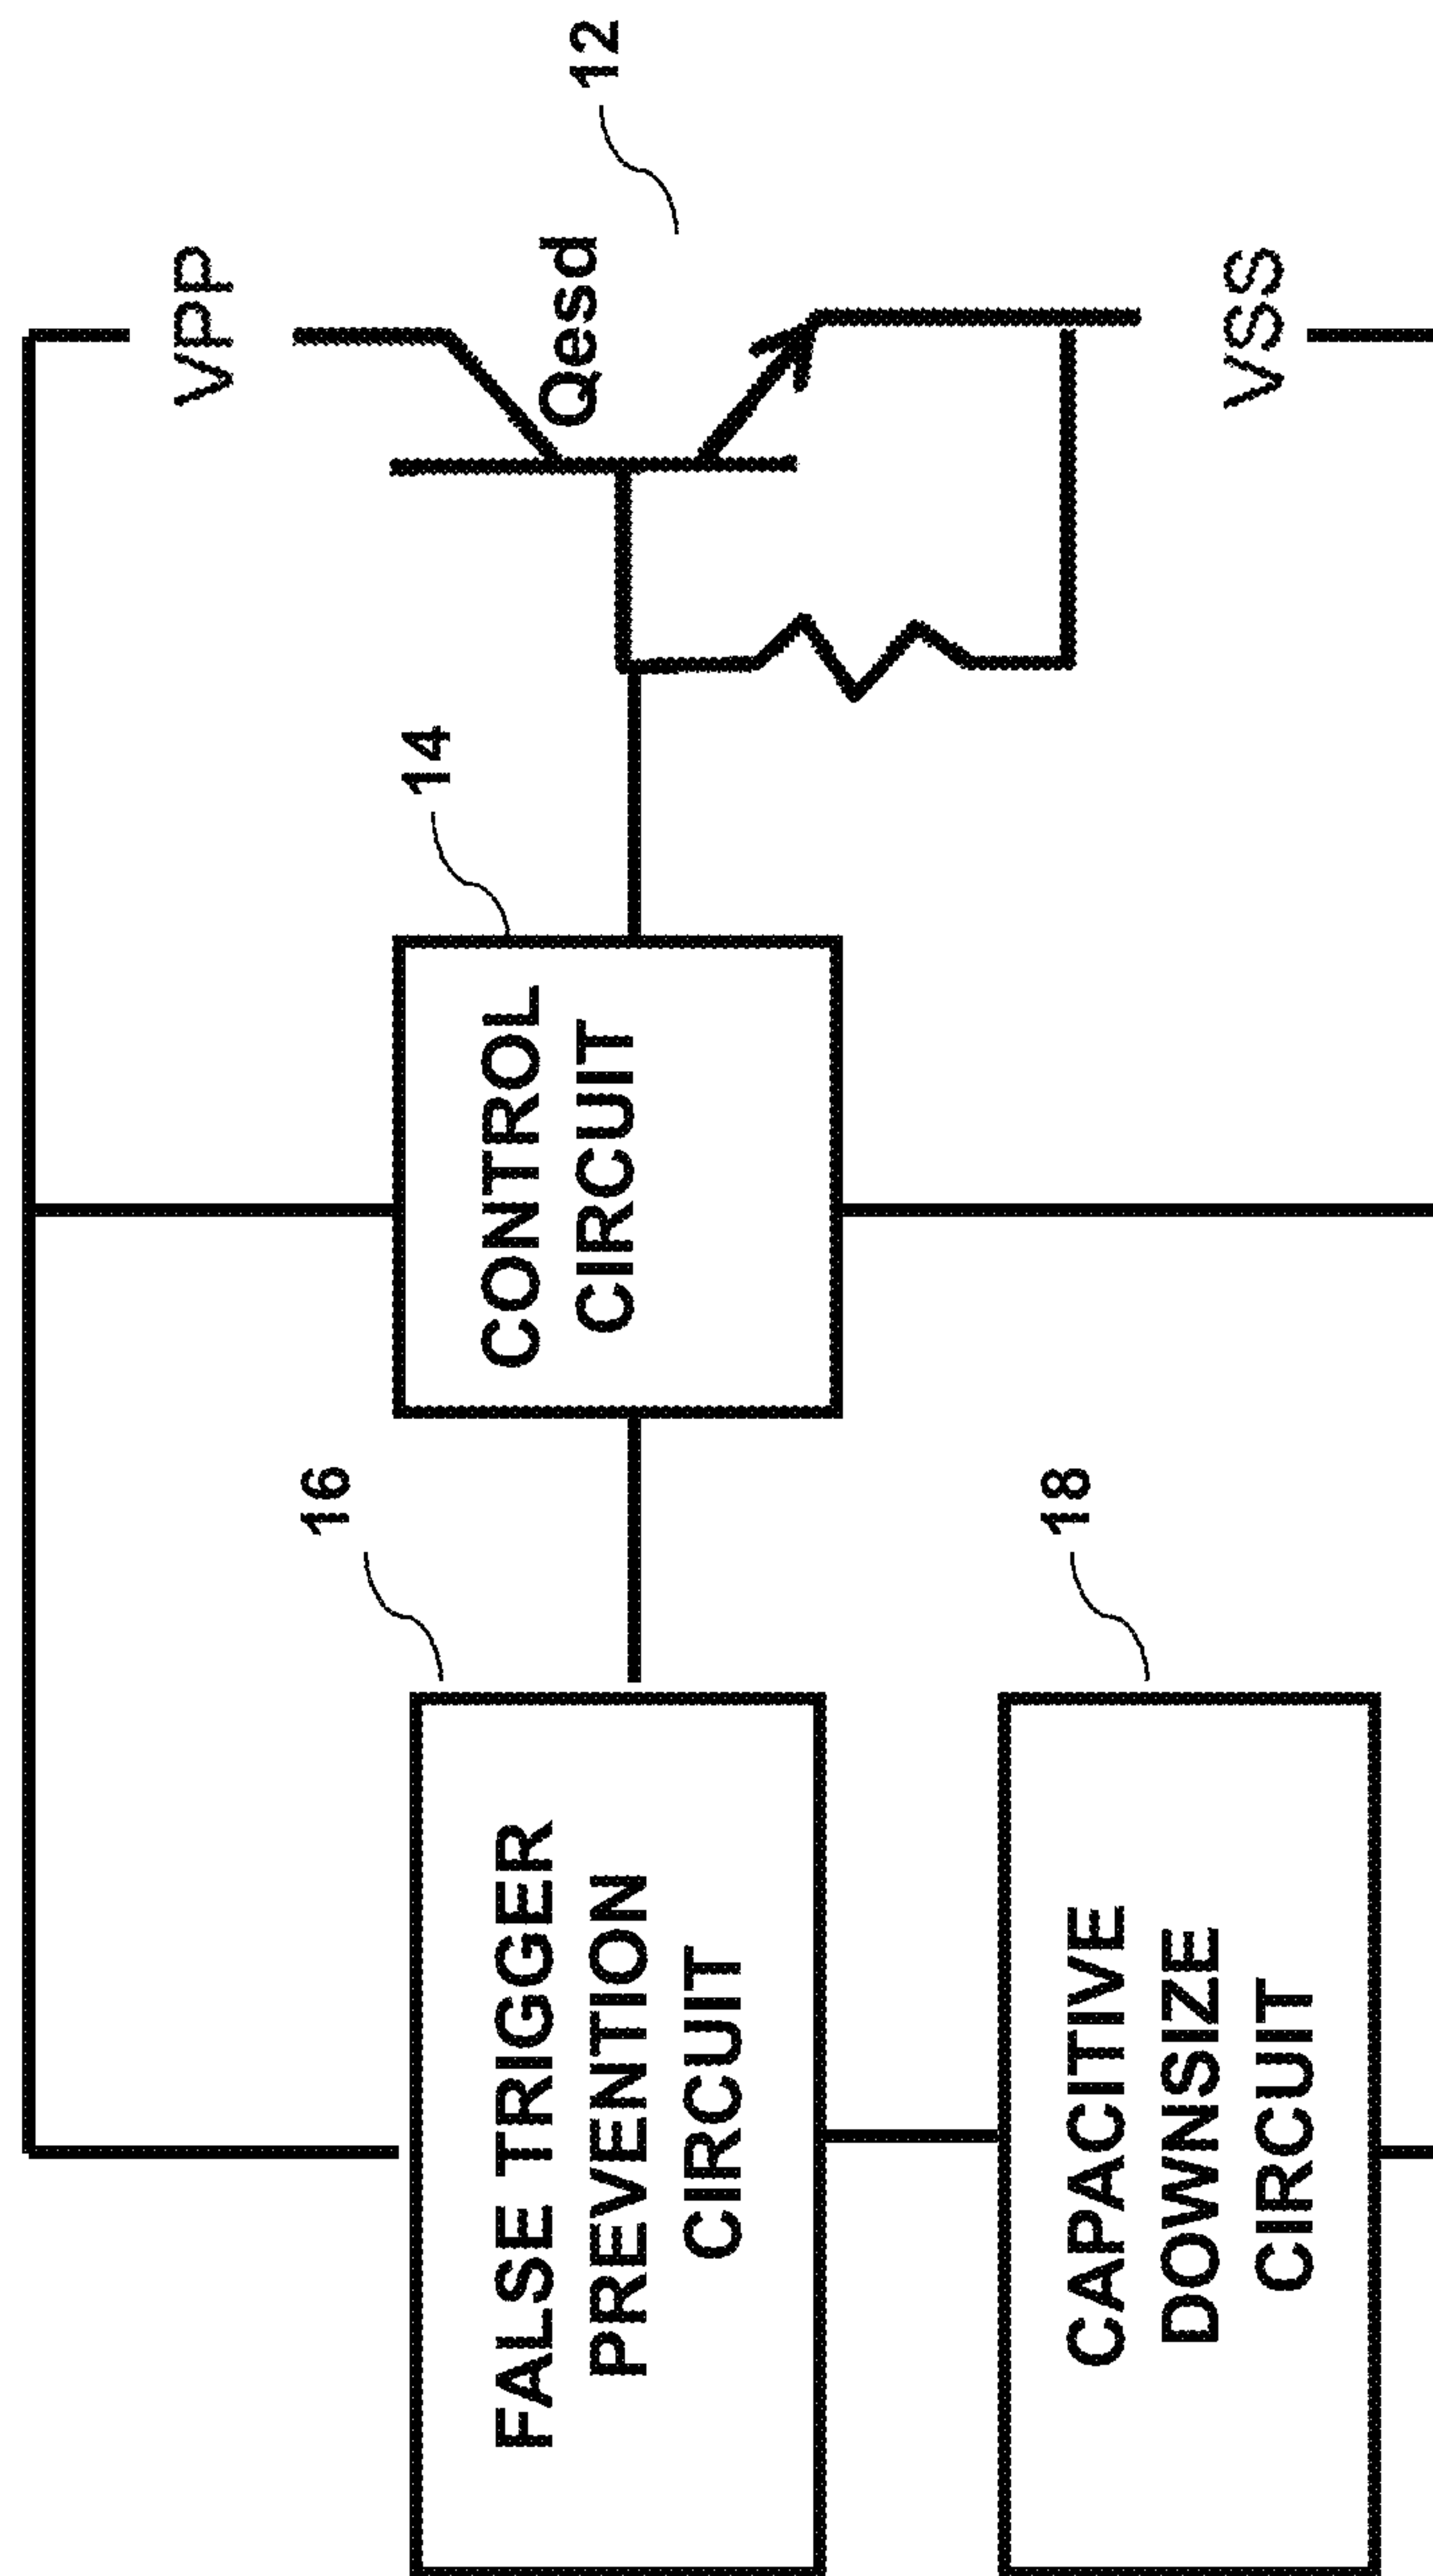 FALSE TRIGGER
PREVENTION
CIRCUIT
16
CAPACITIVE
DOWNSIZE
CIRCUIT
18
CONTROL
CIRCUIT
14
VPP
Qesd
12
VSS